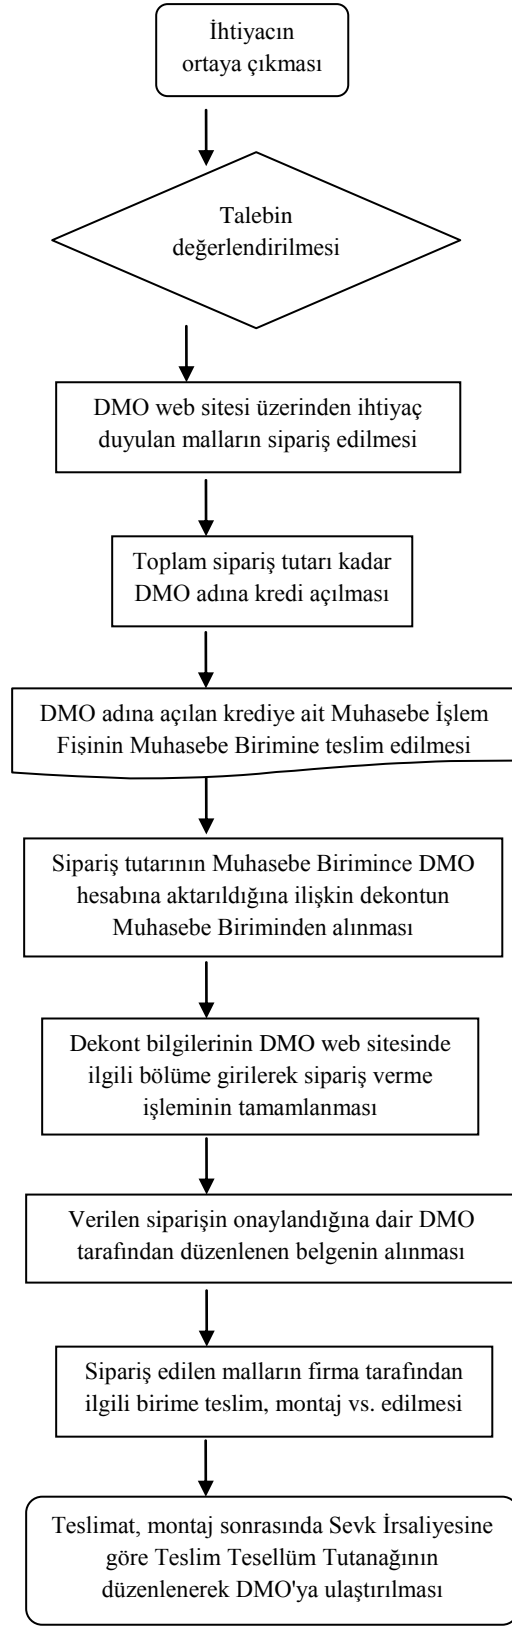 İhtiyacın
ortaya çıkması
Talebin
değerlendirilmesi
DMO web sitesi üzerinden ihtiyaç
duyulan malların sipariş edilmesi
Toplam sipariş tutarı kadar
DMO adına kredi açılması
DMO adına açılan krediye ait Muhasebe İşlem
Fişinin Muhasebe Birimine teslim edilmesi
Sipariş tutarının Muhasebe Birimince DMO
hesabına aktarıldığına ilişkin dekontun
Muhasebe Biriminden alınması
Dekont bilgilerinin DMO web sitesinde
ilgili bölüme girilerek sipariş verme
işleminin tamamlanması
Verilen siparişin onaylandığına dair DMO
tarafından düzenlenen belgenin alınması
Sipariş edilen malların firma tarafından
ilgili birime teslim, montaj vs. edilmesi
Teslimat, montaj sonrasında Sevk İrsaliyesine
göre Teslim Tesellüm Tutanağının
düzenlenerek DMO'ya ulaştırılması